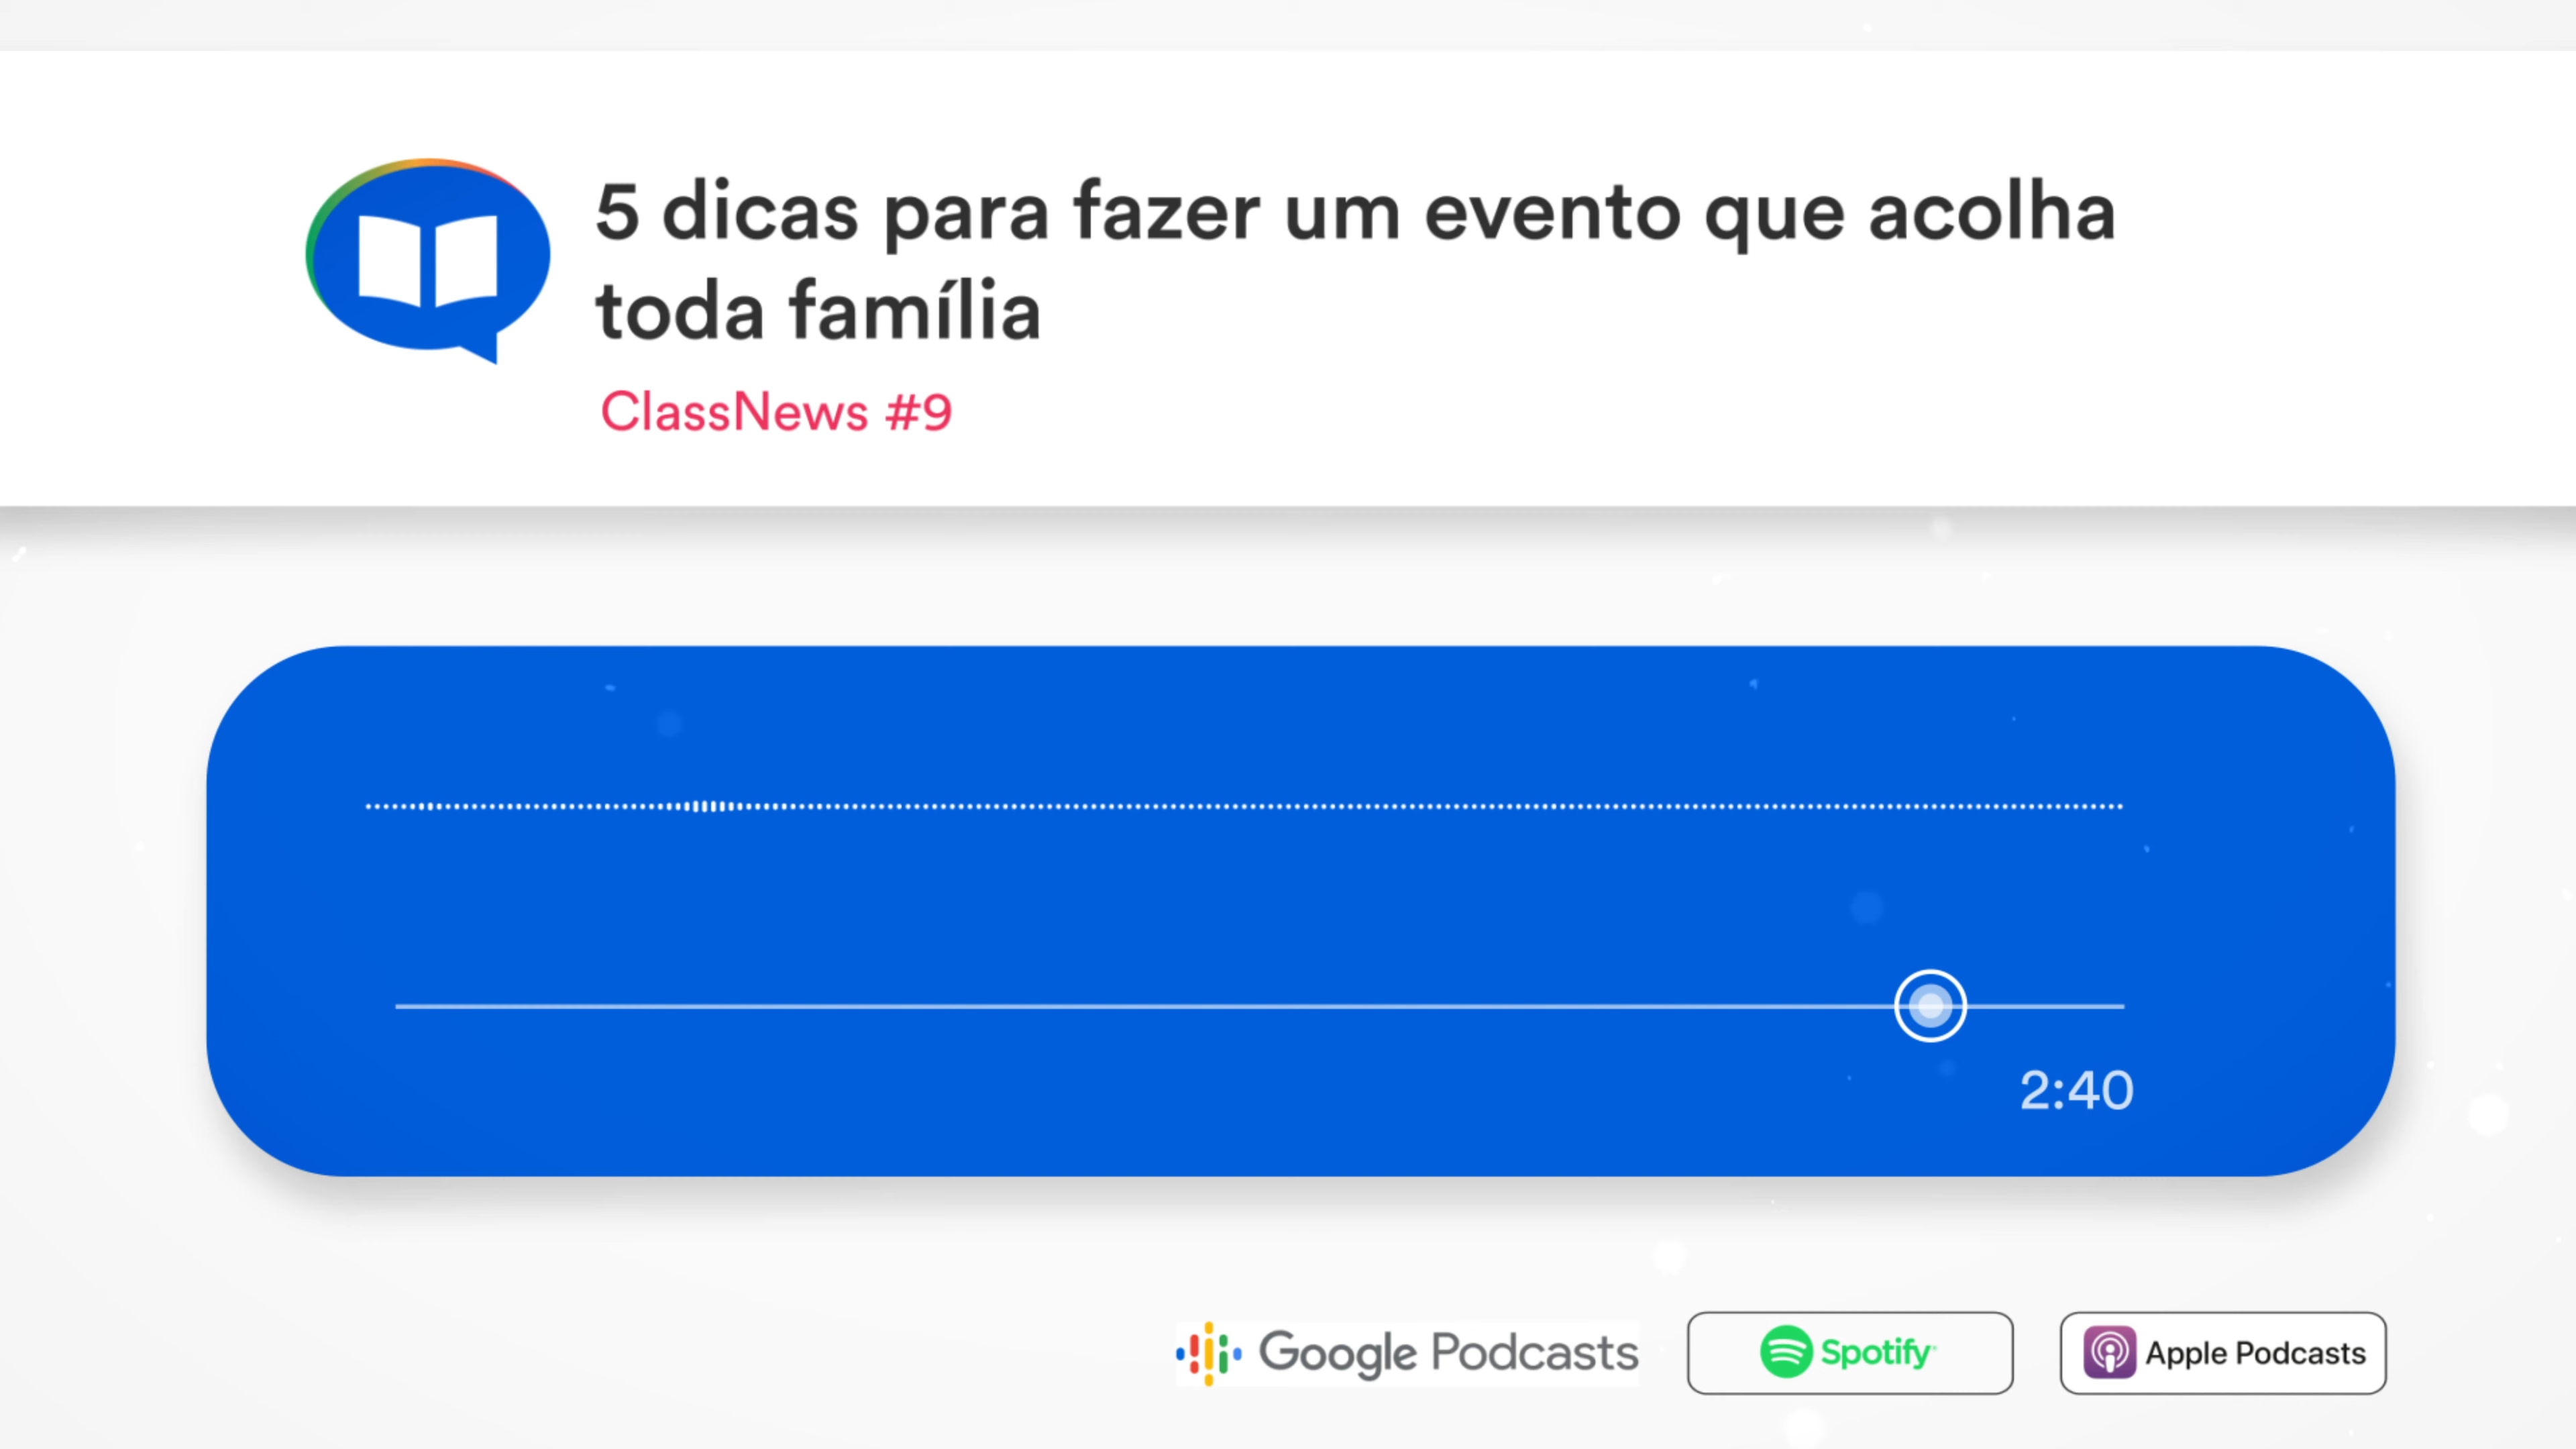 5 dicas para fazer um evento que acolha
toda família
ClassNews #9
2:40
Google Podcasts
Spotify
Apple Podcasts